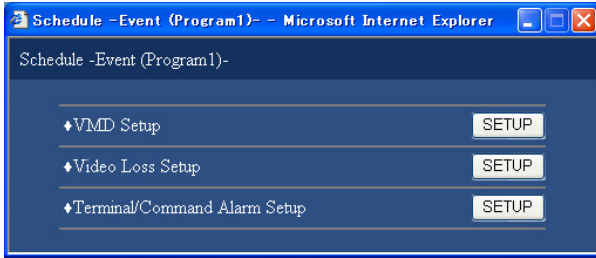 Schedule -Event (Program1)- - Microsoft Internet Explorer
Schedule -Event (Program1)-
♦VMD Setup SETUP
♦Video Loss Setup SETUP
♦Terminal/Command Alarm Setup SETUP